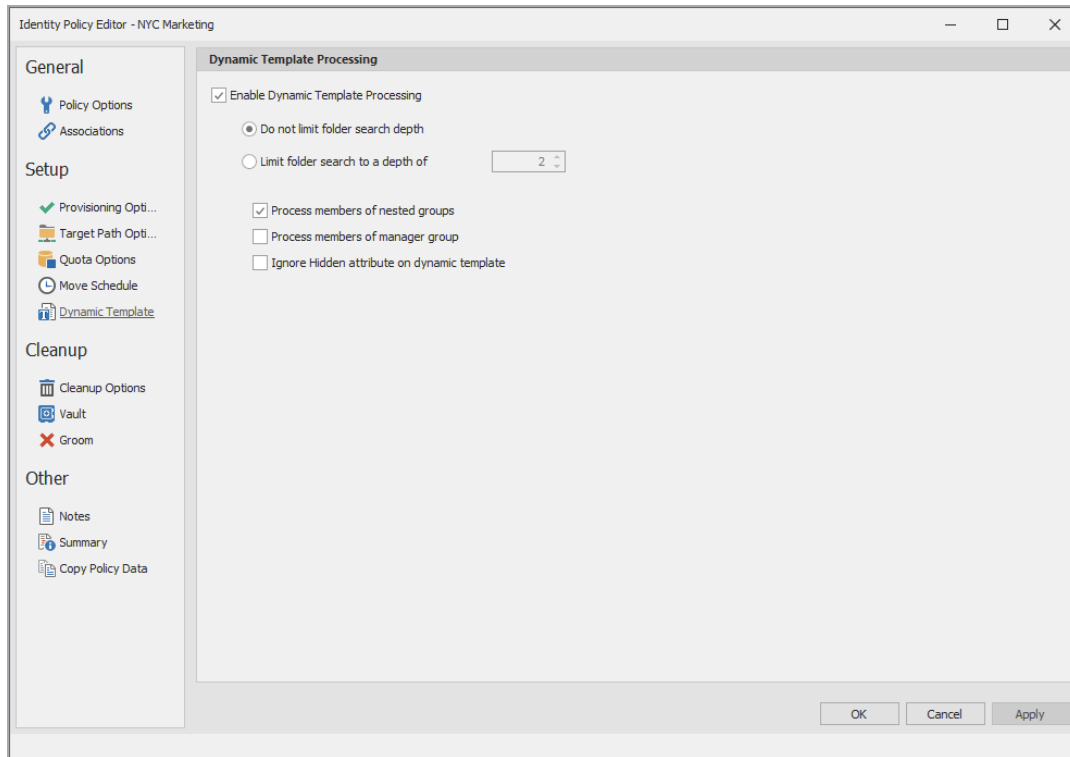 Identity Policy Editor - NYC Marketing
General
Policy Options
Associations
Setup
Provisioning Opti...
Target Path Opti...
Quota Options
Move Schedule
Dynamic Template
Cleanup
Cleanup Options
Vault
Groom
Other
Notes
Summary
Copy Policy Data
Dynamic Template Processing
Enable Dynamic Template Processing
Do not limit folder search depth
Limit folder search to a depth of 2
Process members of nested groups
Process members of manager group
Ignore Hidden attribute on dynamic template
OK Cancel Apply